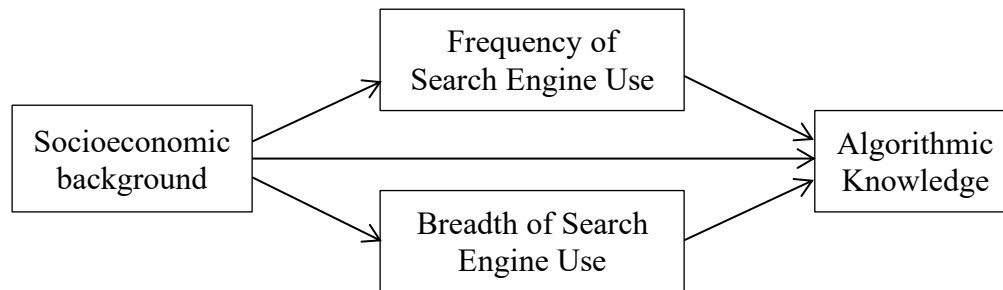 Frequency of
Search Engine Use
Socioeconomic
background
Algorithmic
Knowledge
Breadth of Search
Engine Use